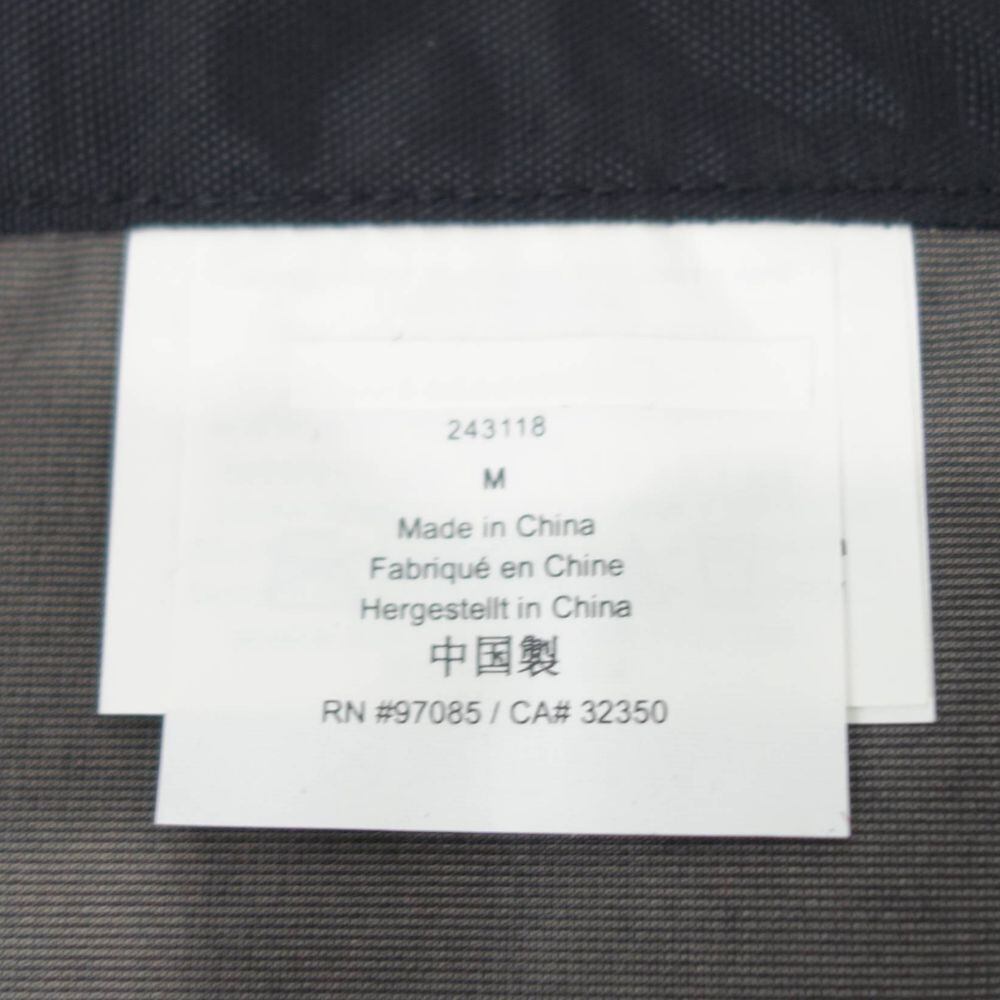 243118
M
Made in China
Fabriqué en Chine
Hergestellt in China
中国製
RN #97085 / CA# 32350